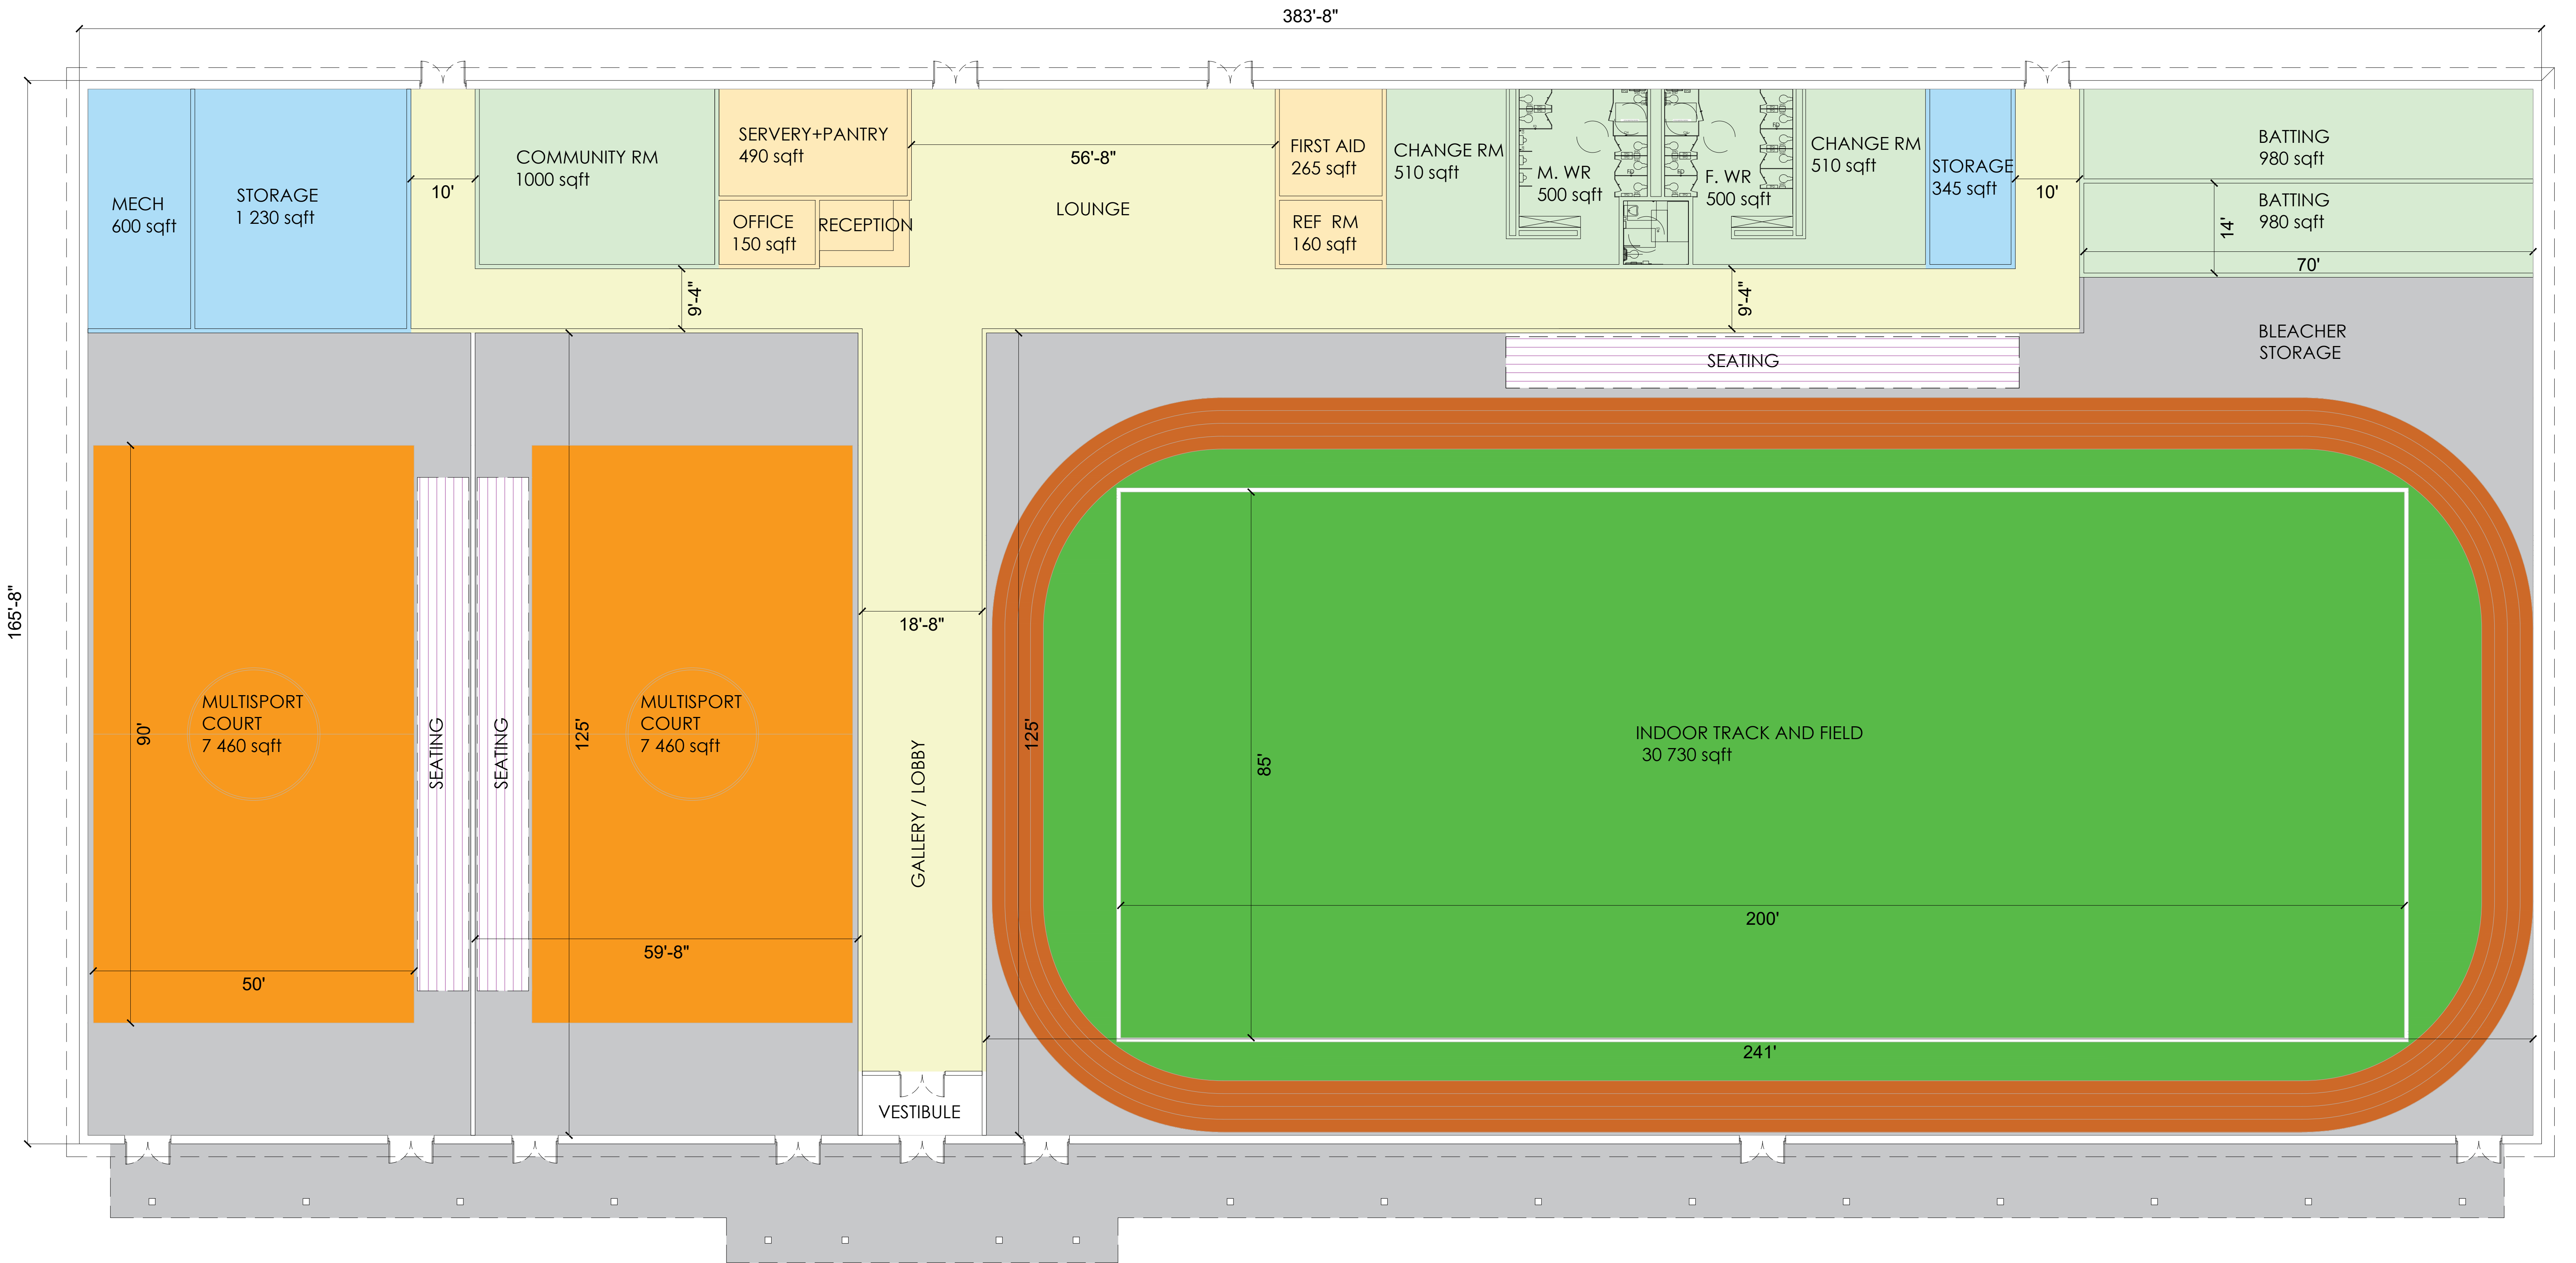 383'-8"
165'-8"
MECH
600 sqft
STORAGE
1 230 sqft
10'
COMMUNITY RM
1000 sqft
SERVERY+PANTRY
490 sqft
OFFICE
150 sqft
RECEPTION
56'-8"
LOUNGE
FIRST AID
265 sqft
REF RM
160 sqft
CHANGE RM
510 sqft
M. WR
500 sqft
F. WR
500 sqft
CHANGE RM
510 sqft
STORAGE
345 sqft
10'
BATTING
980 sqft
BATTING
980 sqft
14'
70'
9'-4"
9'-4"
BLEACHER
STORAGE
SEATING
MULTISPORT
COURT
7 460 sqft
90'
50'
SEATING
SEATING
MULTISPORT
COURT
7 460 sqft
125'
59'-8"
18'-8"
GALLERY / LOBBY
VESTIBULE
125'
85'
INDOOR TRACK AND FIELD
30 730 sqft
200'
241'